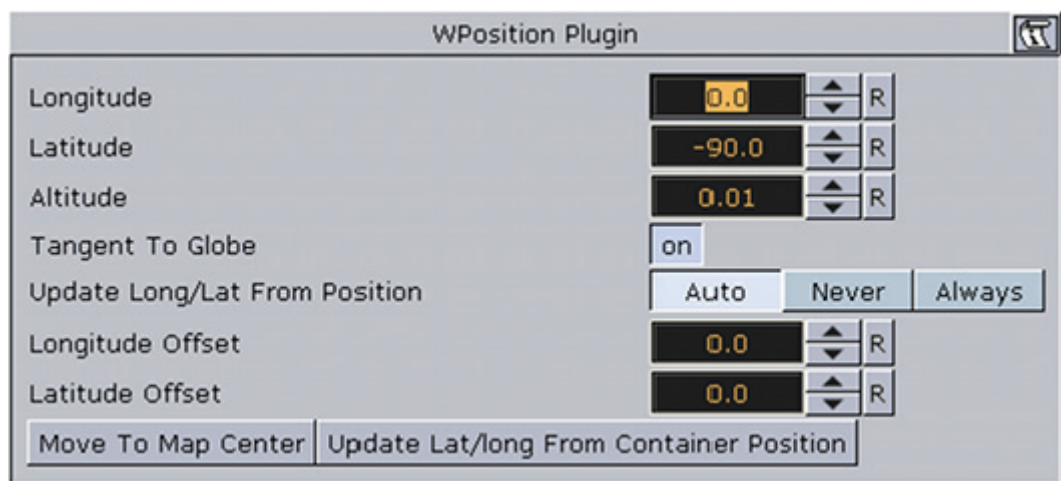 WPosition Plugin
Longitude 0.0 R
Latitude -90.0 R
Altitude 0.01 R
Tangent To Globe on
Update Long/Lat From Position Auto Never Always
Longitude Offset 0.0 R
Latitude Offset 0.0 R
Move To Map Center Update Lat/long From Container Position